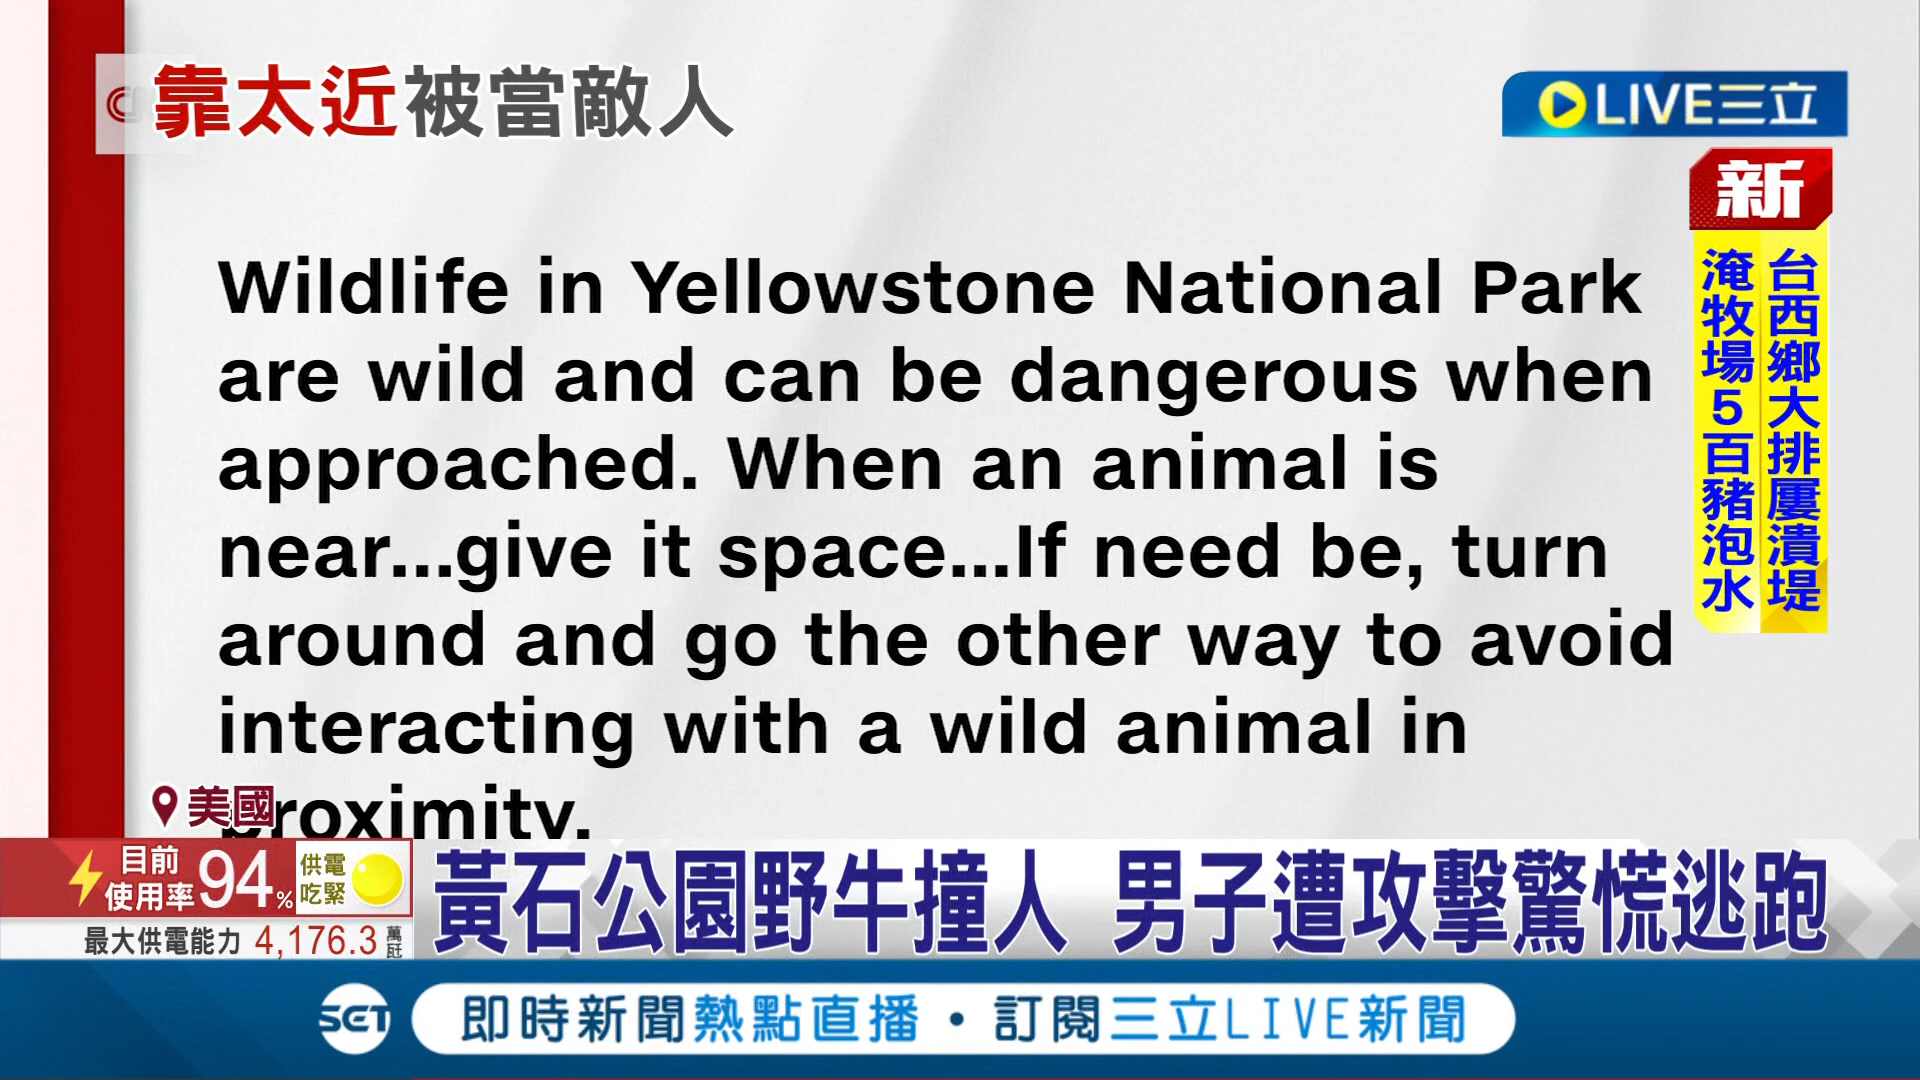 靠太近被當敵人
LIVE三立
新
台西鄉大排屢潰堤
淹牧場5百豬泡水
Wildlife in Yellowstone National Park
are wild and can be dangerous when
approached. When an animal is
near...give it space...If need be, turn
around and go the other way to avoid
interacting with a wild animal in
proximity.
美國
目前
使用率94%
供電
吃緊
最大供電能力 4,176.3萬瓩
黃石公園野牛撞人 男子遭攻擊驚慌逃跑
SET
即時新聞熱點直播・訂閱三立LIVE新聞